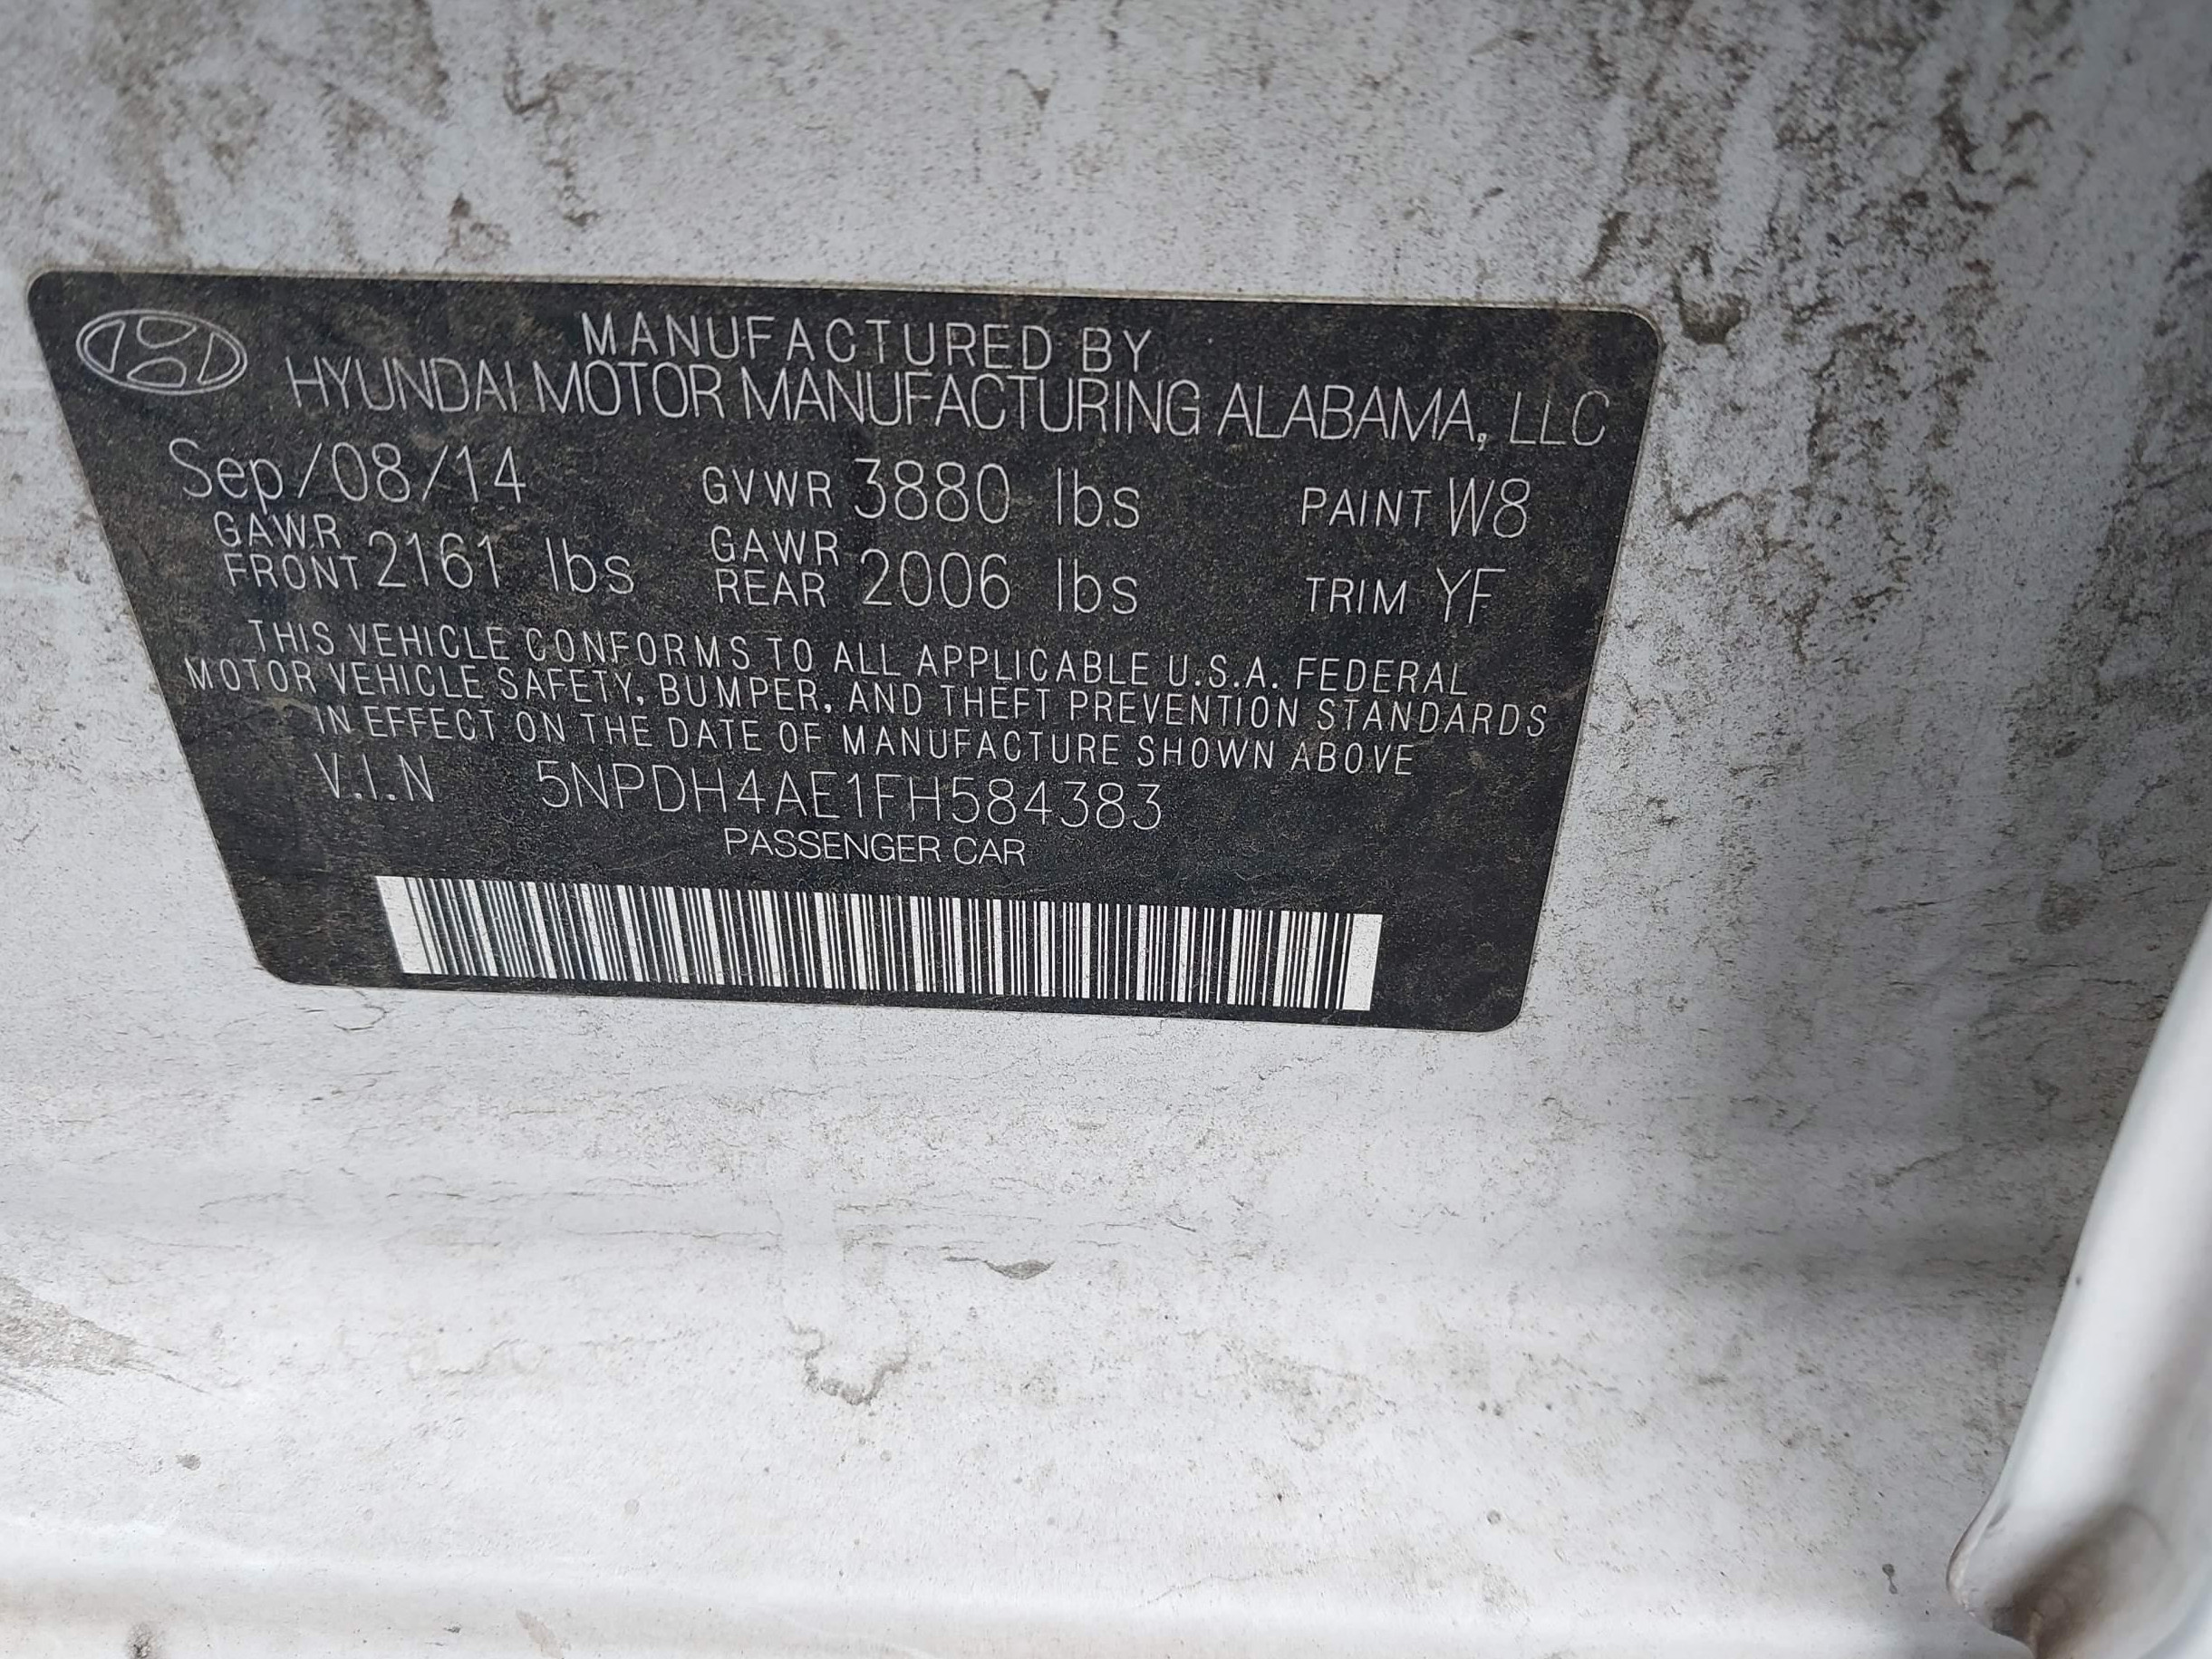 MANUFACTURED BY
HYUNDAI MOTOR MANUFACTURING ALABAMA, LLC
Sep/08/14 GVWR 3880 lbs PAINT W8
GAWR FRONT 2161 lbs GAWR REAR 2006 lbs TRIM YF
THIS VEHICLE CONFORMS TO ALL APPLICABLE U.S.A. FEDERAL
MOTOR VEHICLE SAFETY, BUMPER, AND THEFT PREVENTION STANDARDS
IN EFFECT ON THE DATE OF MANUFACTURE SHOWN ABOVE
V.I.N 5NPDH4AE1FH584383
PASSENGER CAR